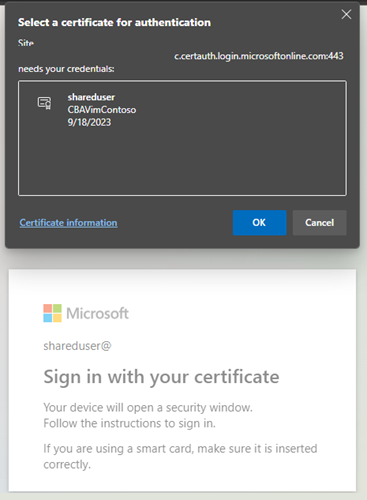 Select a certificate for authentication
Site
c.certauth.login.microsoftonline.com:443
needs your credentials:
shareduser
CBAVimContoso
9/18/2023
Certificate information
OK
Cancel
Microsoft
shareduser@
Sign in with your certificate
Your device will open a security window.
Follow the instructions to sign in.
If you are using a smart card, make sure it is inserted
correctly.